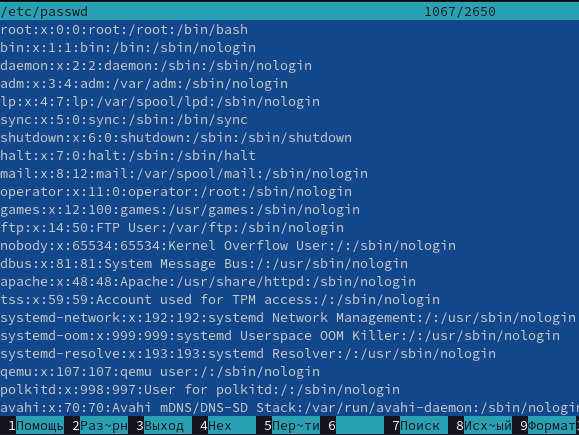 /etc/passwd 1067/2650
root:x:0:0:root:/root:/bin/bash
bin:x:1:1:bin:/bin:/sbin/nologin
daemon:x:2:2:daemon:/sbin:/sbin/nologin
adm:x:3:4:adm:/var/adm:/sbin/nologin
lp:x:4:7:lp:/var/spool/lpd:/sbin/nologin
sync:x:5:0:sync:/sbin:/bin/sync
shutdown:x:6:0:shutdown:/sbin:/sbin/shutdown
halt:x:7:0:halt:/sbin:/sbin/halt
mail:x:8:12:mail:/var/spool/mail:/sbin/nologin
operator:x:11:0:operator:/root:/sbin/nologin
games:x:12:100:games:/usr/games:/sbin/nologin
ftp:x:14:50:FTP User:/var/ftp:/sbin/nologin
nobody:x:65534:65534:Kernel Overflow User:/:/sbin/nologin
dbus:x:81:81:System Message Bus:/:/usr/sbin/nologin
apache:x:48:48:Apache:/usr/share/httpd:/sbin/nologin
tss:x:59:59:Account used for TPM access:/:/sbin/nologin
systemd-network:x:192:192:systemd Network Management:/:/usr/sbin/nologin
systemd-oom:x:999:999:systemd Userspace OOM Killer:/:/usr/sbin/nologin
systemd-resolve:x:193:193:systemd Resolver:/:/usr/sbin/nologin
qemu:x:107:107:qemu user:/:/sbin/nologin
polkitd:x:998:997:User for polkitd:/:/sbin/nologin
avahi:x:70:70:Avahi mDNS/DNS-SD Stack:/var/run/avahi-daemon:/sbin/nologin
1Помощь 2Раз~рн 3Выход 4Hex 5Пер~ти 6 7Поиск 8Исх~ый 9Формат